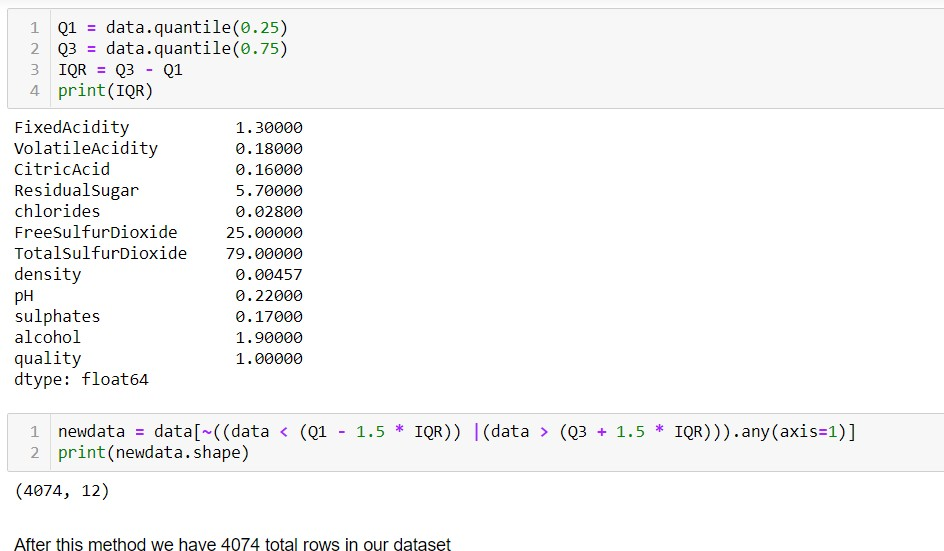 1 Q1 = data.quantile(0.25)
2 Q3 = data.quantile(0.75)
3 IQR = Q3 - Q1
4 print(IQR)
FixedAcidity 1.30000
VolatileAcidity 0.18000
CitricAcid 0.16000
ResidualSugar 5.70000
chlorides 0.02800
FreeSulfurDioxide 25.00000
TotalSulfurDioxide 79.00000
density 0.00457
pH 0.22000
sulphates 0.17000
alcohol 1.90000
quality 1.00000
dtype: float64
1 newdata = data[~((data < (Q1 - 1.5 * IQR)) |(data > (Q3 + 1.5 * IQR))).any(axis=1)]
2 print(newdata.shape)
(4074, 12)
After this method we have 4074 total rows in our dataset